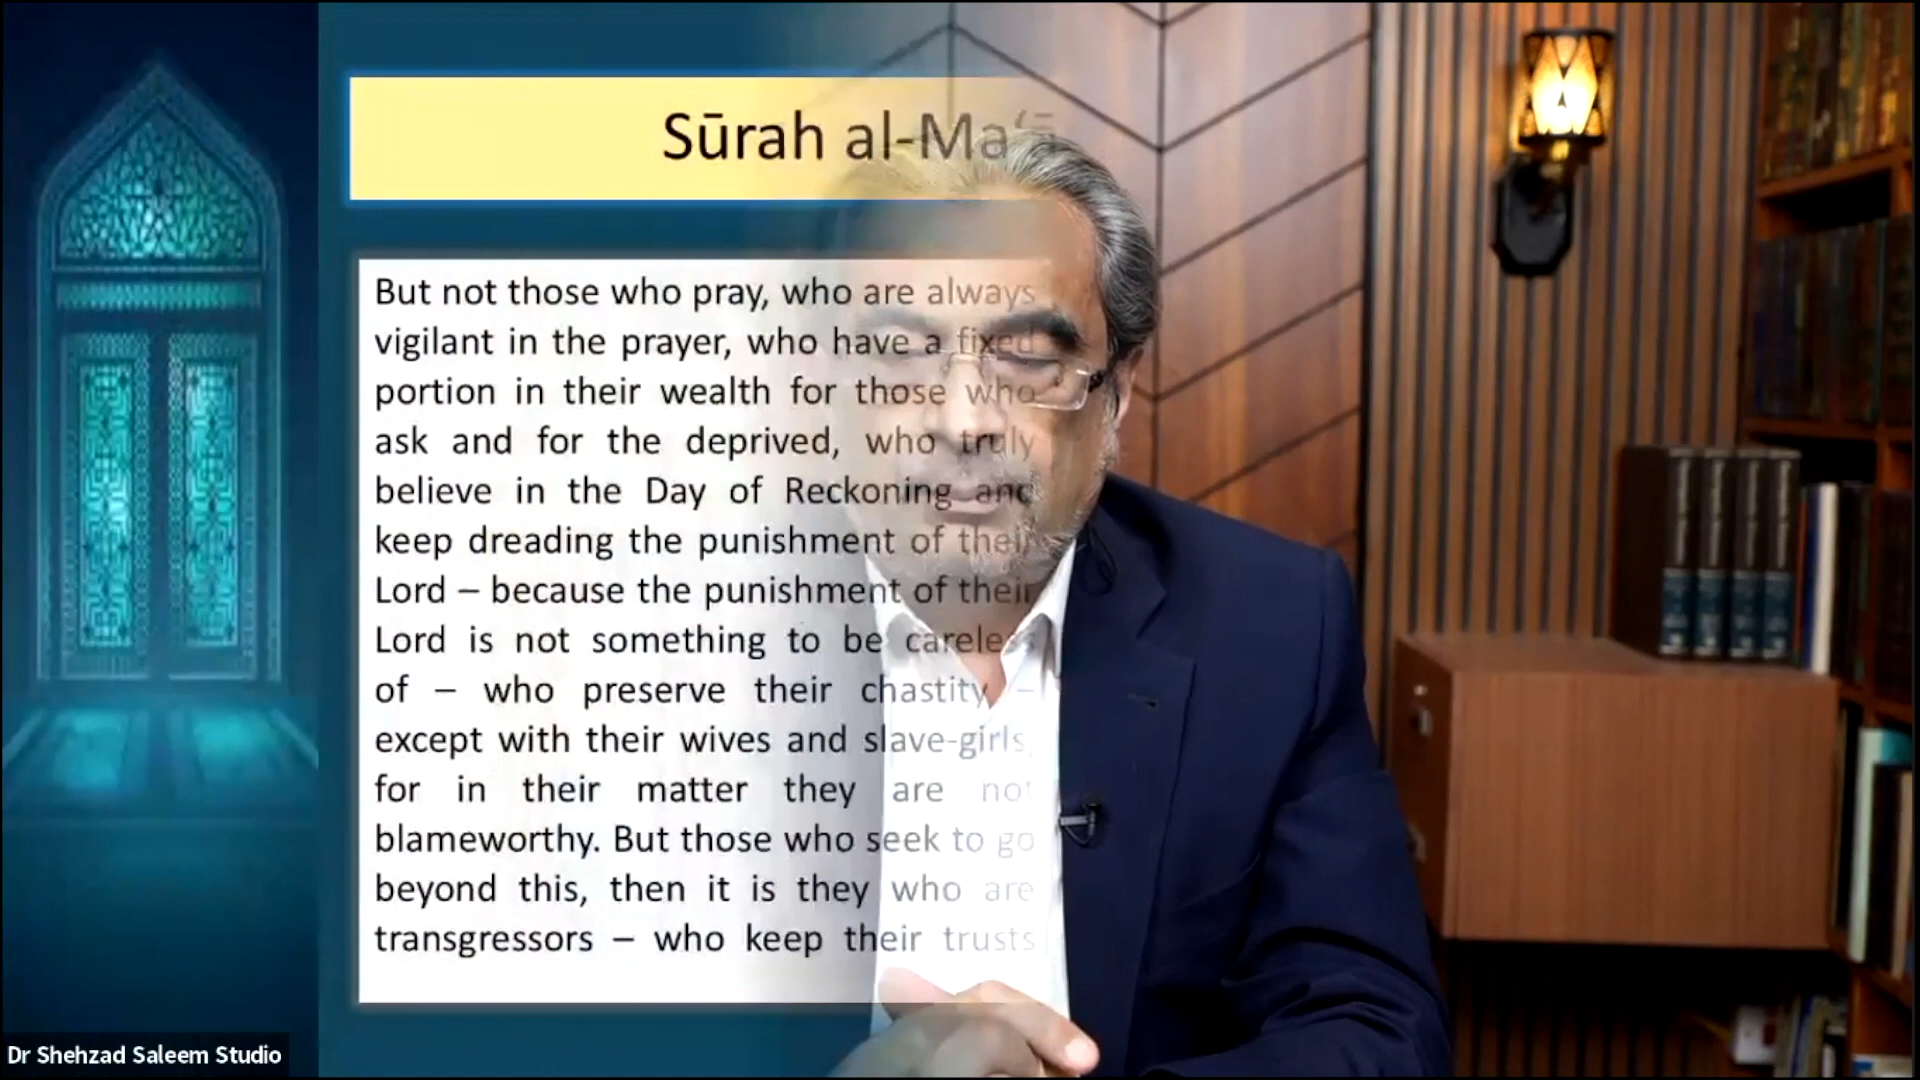 Sūrah al-Ma‘ā
But not those who pray, who are always
vigilant in the prayer, who have a fixed
portion in their wealth for those who
ask and for the deprived, who truly
believe in the Day of Reckoning and
keep dreading the punishment of their
Lord – because the punishment of their
Lord is not something to be careless
of – who preserve their chastity –
except with their wives and slave-girls,
for in their matter they are not
blameworthy. But those who seek to go
beyond this, then it is they who are
transgressors – who keep their trusts
Dr Shehzad Saleem Studio